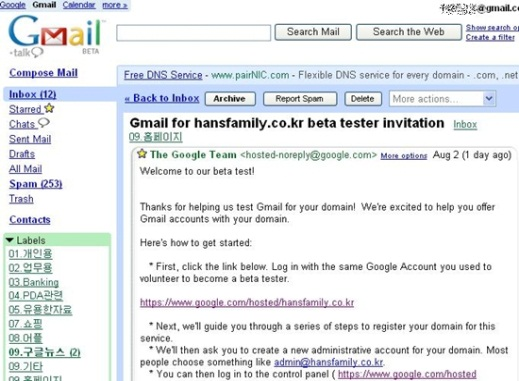 Google Gmail Calendar more »
@gmail.co
Gmail
+talk BETA
Search Mail Search the Web Show search o
Create a filter
Compose Mail
Inbox (12)
Starred
Chats
Sent Mail
Drafts
All Mail
Spam (253)
Trash
Contacts
Labels
01.개인용
02.업무용
03.Banking
04.PDA관련
05.유용한자료
07.쇼핑
08.어플
09.구글뉴스 (2)
09.기타
09.홈페이지
Free DNS Service - www.pairNIC.com - Flexible DNS service for every domain - .com, .net
« Back to Inbox Archive Report Spam Delete More actions...
Gmail for hansfamily.co.kr beta tester invitation Inbox
09.홈페이지
The Google Team <hosted-noreply@google.com> More options Aug 2 (1 day ago)
Welcome to our beta test!
Thanks for helping us test Gmail for your domain! We're excited to help you offer
Gmail accounts with your domain.
Here's how to get started:
* First, click the link below. Log in with the same Google Account you used to
volunteer to become a beta tester.
https://www.google.com/hosted/hansfamily.co.kr
* Next, we'll guide you through a series of steps to register your domain for this
service.
* We'll then ask you to create a new administrative account for your domain. Most
people choose something like admin@hansfamily.co.kr.
* You can then log in to the control panel ( https://www.google.com/hosted